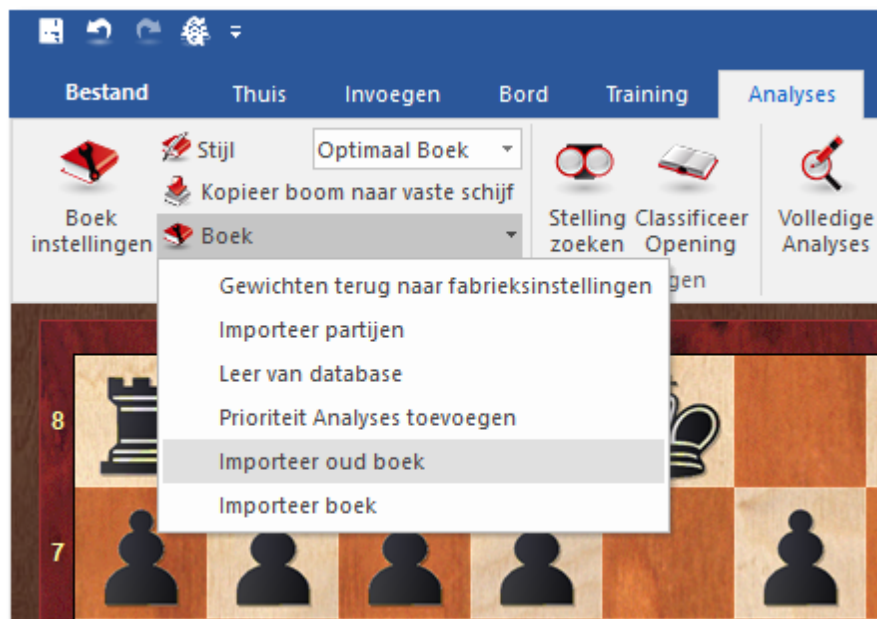 Bestand Thuis Invoegen Bord Training Analyses
Stijl Optimaal Boek
Kopieer boom naar vaste schijf
Boek
Boek
instellingen
Stelling
zoeken
Classificeer
Opening
Volledige
Analyses
gen
Gewichten terug naar fabrieksinstellingen
Importeer partijen
Leer van database
Prioriteit Analyses toevoegen
Importeer oud boek
Importeer boek
8
7